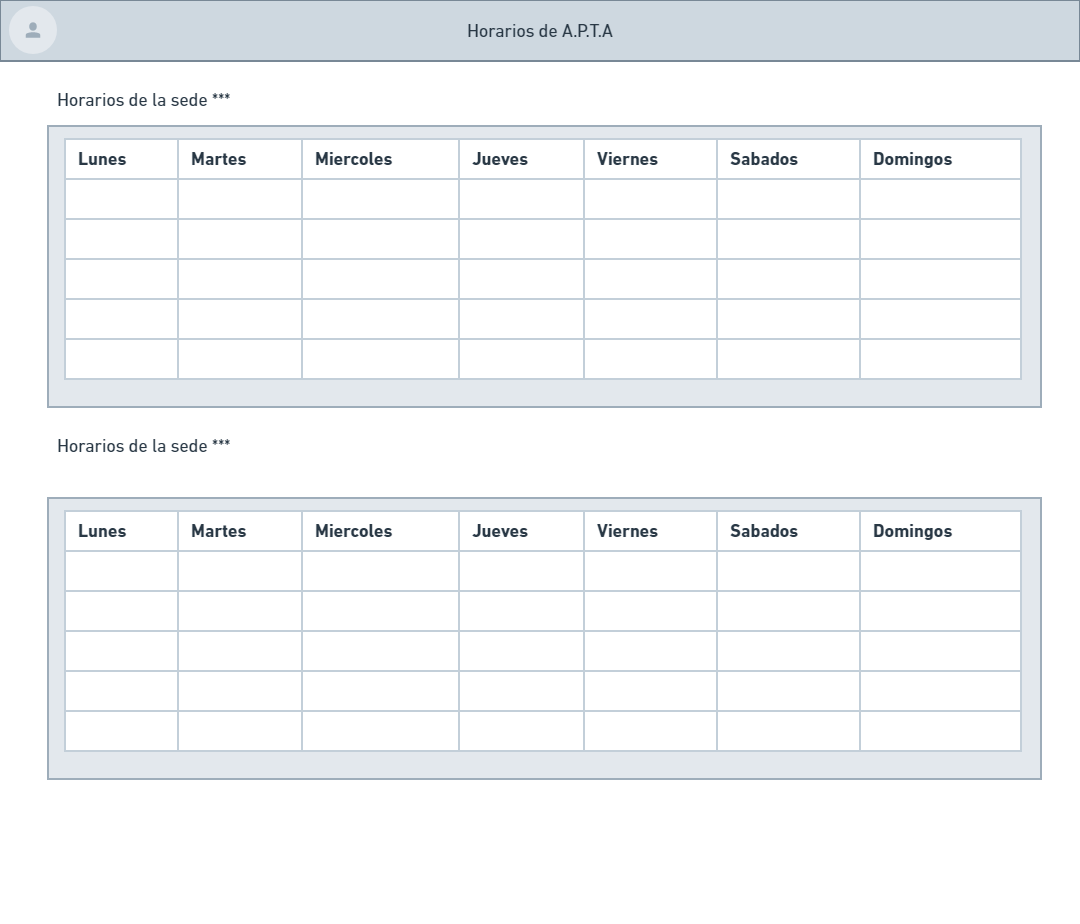 Horarios de A.P.T.A
Horarios de la sede ***
Lunes Martes Miercoles Jueves Viernes Sabados Domingos
Horarios de la sede ***
Lunes Martes Miercoles Jueves Viernes Sabados Domingos